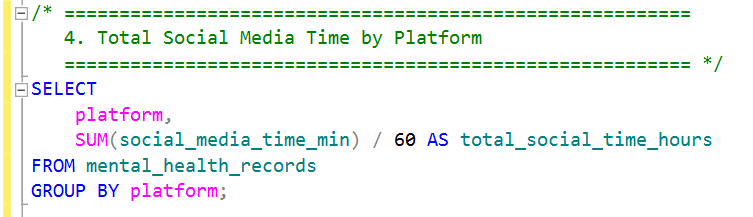 /* ==========================================================
4. Total Social Media Time by Platform
========================================================== */
SELECT
platform,
SUM(social_media_time_min) / 60 AS total_social_time_hours
FROM mental_health_records
GROUP BY platform;